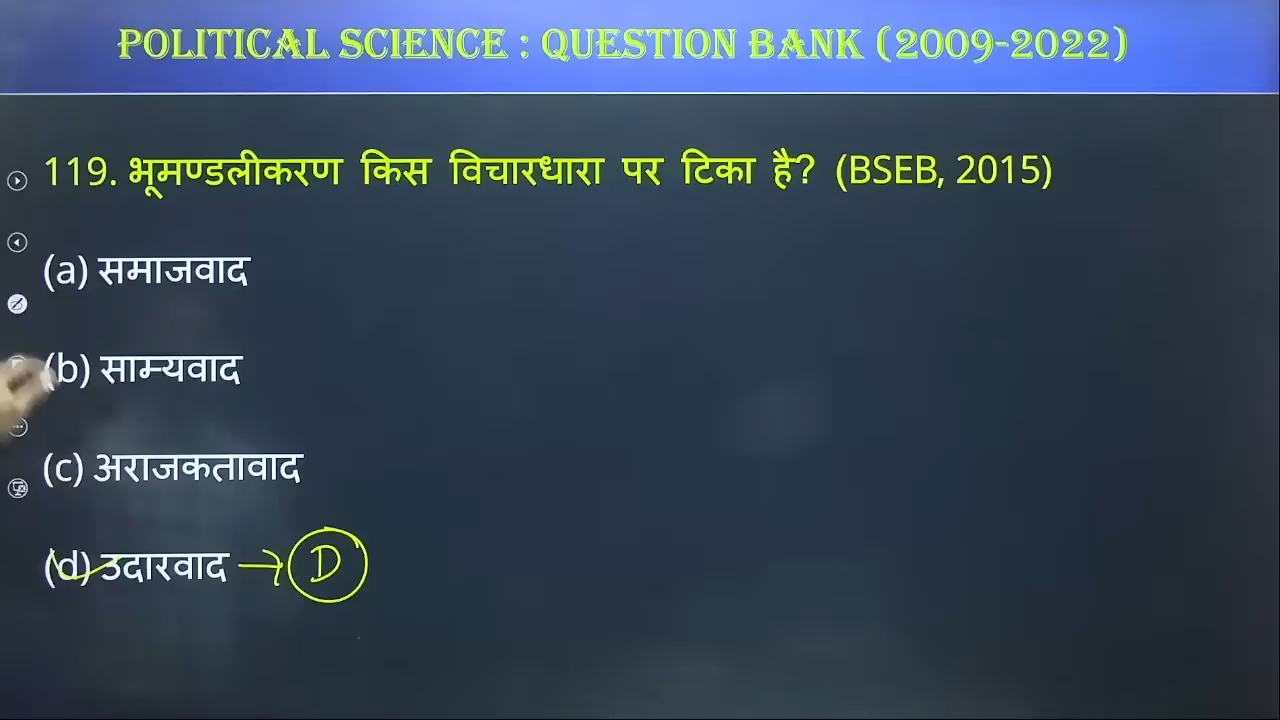 POLITICAL SCIENCE : QUESTION BANK (2009-2022)
119. भूमण्डलीकरण किस विचारधारा पर टिका है? (BSEB, 2015)
(a) समाजवाद
(b) साम्यवाद
(c) अराजकतावाद
(d) उदारवाद → D